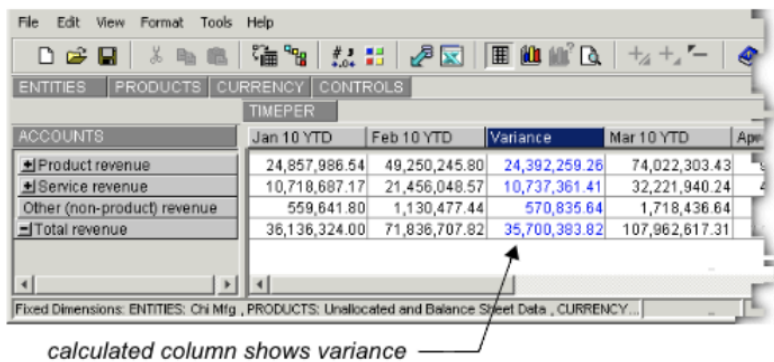 File Edit View Format Tools Help
ENTITIES PRODUCTS CURRENCY CONTROLS
TIMEPER
ACCOUNTS Jan 10 YTD Feb 10 YTD Variance Mar 10 YTD
Product revenue 24,857,986.54 49,250,245.80 24,392,259.26 74,022,303.43
Service revenue 10,718,687.17 21,456,048.57 10,737,361.41 32,221,940.24
Other (non-product) revenue 559,641.80 1,130,477.44 570,835.64 1,718,436.64
Total revenue 36,136,324.00 71,836,707.82 35,700,383.82 107,962,617.31
Fixed Dimensions: ENTITIES: Chi Mfg , PRODUCTS: Unallocated and Balance Sheet Data , CURRENCY...
calculated column shows variance